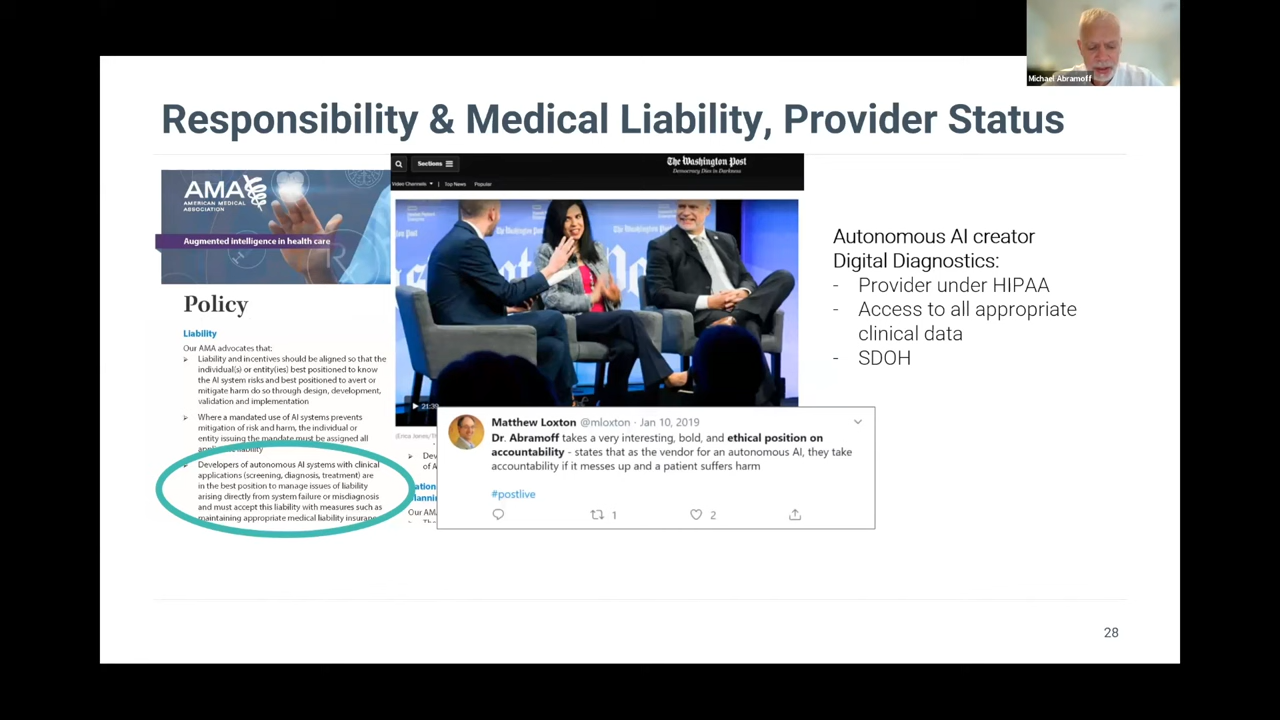 Michael Abramoff
Responsibility & Medical Liability, Provider Status
AMA
AMERICAN MEDICAL
ASSOCIATION
Augmented intelligence in health care
Policy
Liability
Our AMA advocates that:
Liability and incentives should be aligned so that the
individual(s) or entity(ies) best positioned to know
the AI system risks and best positioned to avert or
mitigate harm do so through design, development,
validation and implementation
Where a mandated use of AI systems prevents
mitigation of risk and harm, the individual or
entity issuing the mandate must be assigned all
liability
Developers of autonomous AI systems with clinical
applications (screening, diagnosis, treatment) are
in the best position to manage issues of liability
arising directly from system failure or misdiagnosis
and must accept this liability with measures such as
maintaining appropriate medical liability
Sections
The Washington Post
Democracy Dies in Darkness
Video Channels
Top News
Popular
Washington Post
21:39
Our AMA
Matthew Loxton @mloxton · Jan 10, 2019
Dr. Abramoff takes a very interesting, bold, and ethical position on
accountability - states that as the vendor for an autonomous AI, they take
accountability if it messes up and a patient suffers harm
#postlive
1
2
Autonomous AI creator
Digital Diagnostics:
- Provider under HIPAA
- Access to all appropriate
clinical data
- SDOH
28